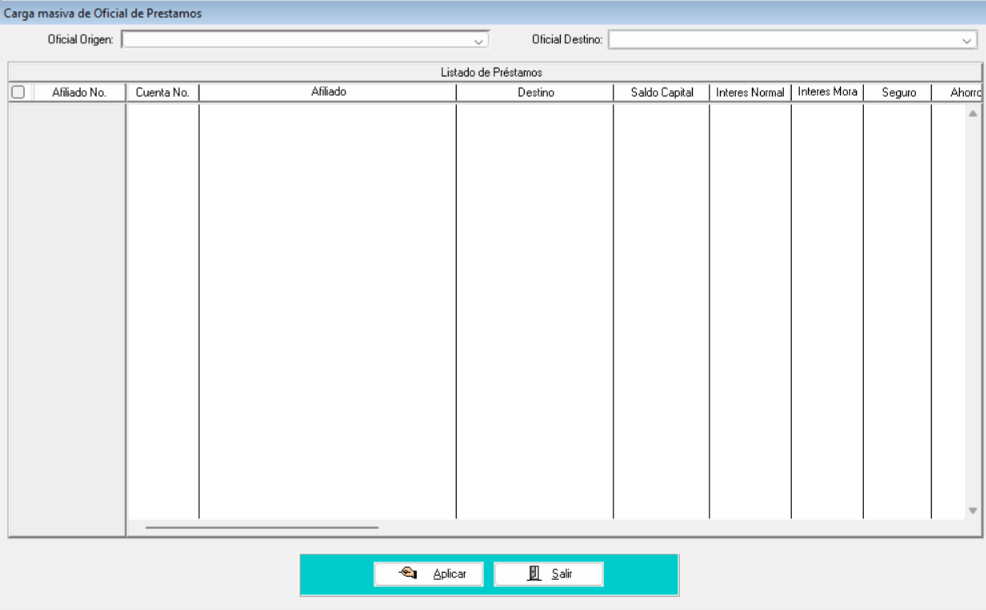 Carga masiva de Oficial de Prestamos
Oficial Origen: Oficial Destino:
Listado de Préstamos
Afiliado No. Cuenta No. Afiliado Destino Saldo Capital Interes Normal Interes Mora Seguro Ahorro
Aplicar Salir